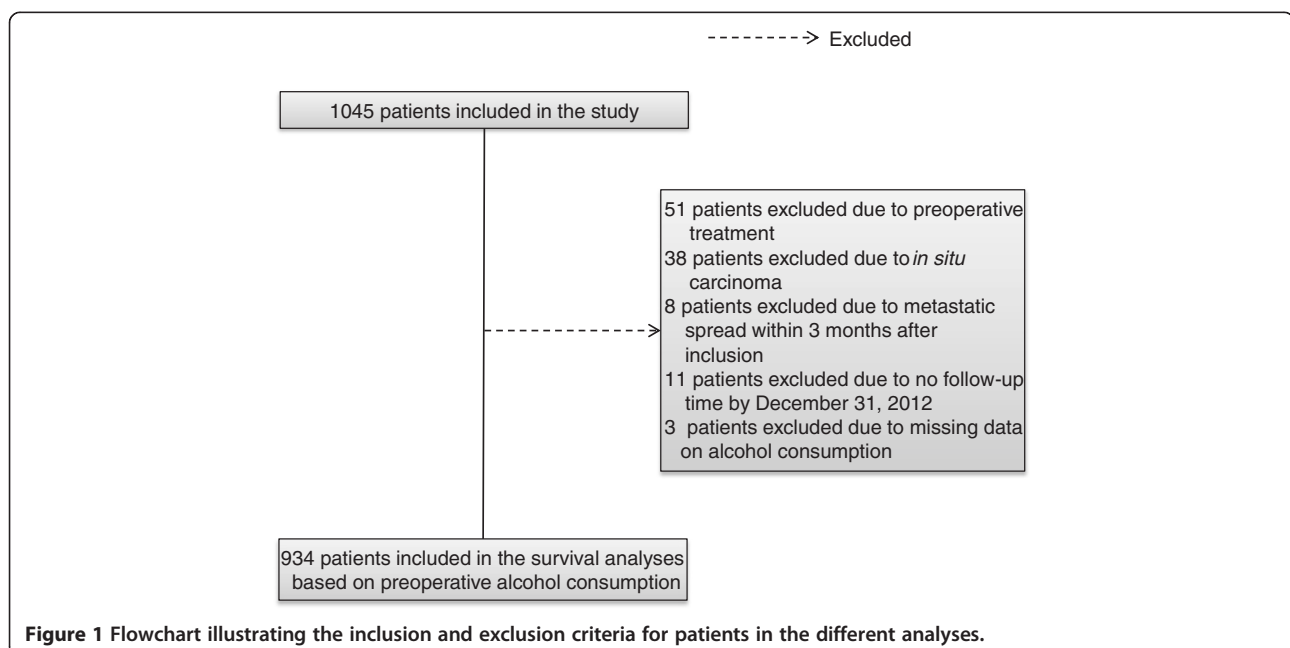 Excluded
1045 patients included in the study
51 patients excluded due to preoperative
treatment
38 patients excluded due to in situ
carcinoma
8 patients excluded due to metastatic
spread within 3 months after
inclusion
11 patients excluded due to no follow-up
time by December 31, 2012
3 patients excluded due to missing data
on alcohol consumption
934 patients included in the survival analyses
based on preoperative alcohol consumption
Figure 1 Flowchart illustrating the inclusion and exclusion criteria for patients in the different analyses.